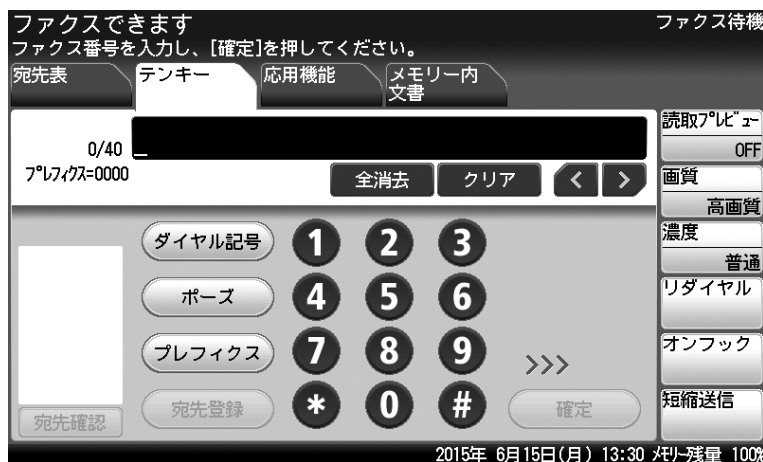 ファクスできます
ファクス待機
ファクス番号を入力し、[確定]を押してください。
宛先表
テンキー
応用機能
メモリー内
文書
0/40
ﾌﾟﾚﾌｨｸｽ=0000
全消去
クリア
<
>
ダイヤル記号
1
2
3
ポーズ
4
5
6
プレフィクス
7
8
9
>>>
宛先確認
宛先登録
*
0
#
確定
読取ﾌﾟﾚﾋﾞｭｰ
OFF
画質
高画質
濃度
普通
リダイヤル
オンフック
短縮送信
2015年 6月15日(月) 13:30 ﾒﾓﾘｰ残量 100%